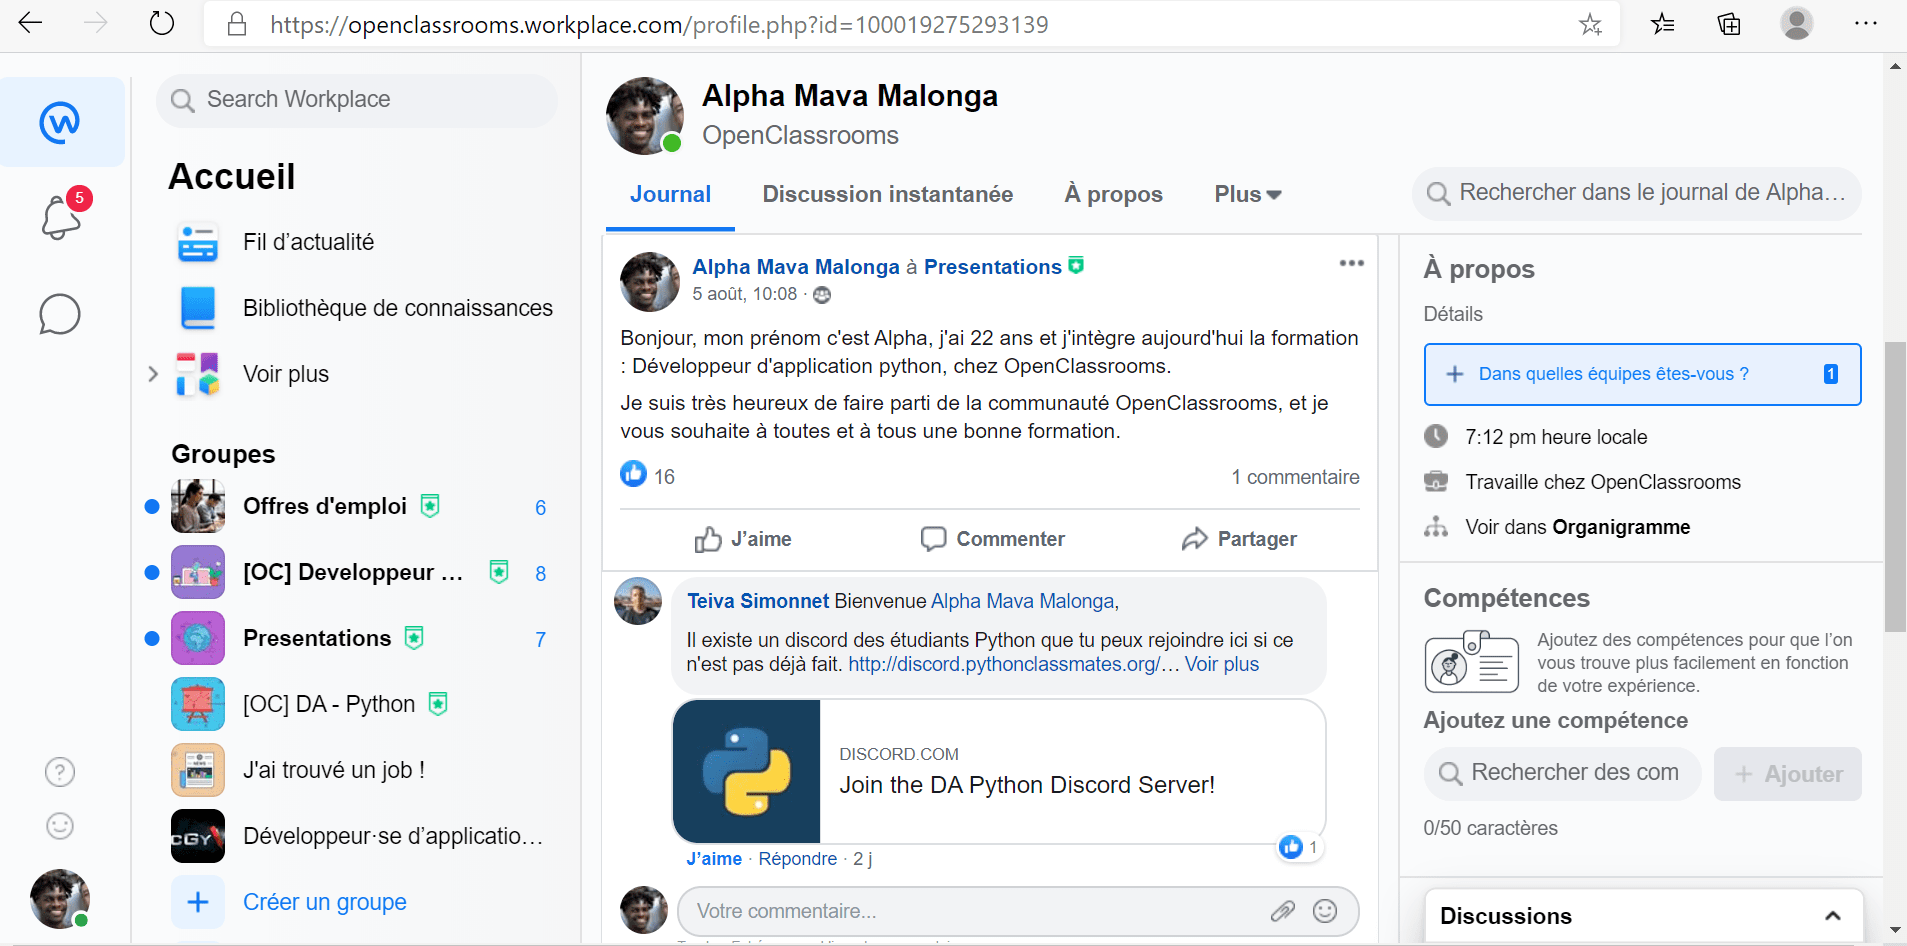 https://openclassrooms.workplace.com/profile.php?id=100019275293139
5
Search Workplace
Accueil
Fil d’actualité
Bibliothèque de connaissances
Voir plus
Groupes
Offres d'emploi 6
[OC] Developpeur ... 8
Presentations 7
[OC] DA - Python
NEWS
J'ai trouvé un job !
Développeur·se d’applicatio...
Créer un groupe
Alpha Mava Malonga
OpenClassrooms
Journal Discussion instantanée À propos Plus
Rechercher dans le journal de Alpha...
Alpha Mava Malonga à Presentations
5 août, 10:08 ·
Bonjour, mon prénom c'est Alpha, j'ai 22 ans et j'intègre aujourd'hui la formation
: Développeur d'application python, chez OpenClassrooms.
Je suis très heureux de faire parti de la communauté OpenClassrooms, et je
vous souhaite à toutes et à tous une bonne formation.
16 1 commentaire
J’aime Commenter Partager
Teiva Simonnet Bienvenue Alpha Mava Malonga,
Il existe un discord des étudiants Python que tu peux rejoindre ici si ce
n'est pas déjà fait. http://discord.pythonclassmates.org/... Voir plus
DISCORD.COM
Join the DA Python Discord Server!
1
J’aime · Répondre · 2 j
Votre commentaire...
À propos
Détails
+ Dans quelles équipes êtes-vous ? 1
7:12 pm heure locale
Travaille chez OpenClassrooms
Voir dans Organigramme
Compétences
Ajoutez des compétences pour que l’on
vous trouve plus facilement en fonction
de votre expérience.
Ajoutez une compétence
Rechercher des com + Ajouter
0/50 caractères
Discussions